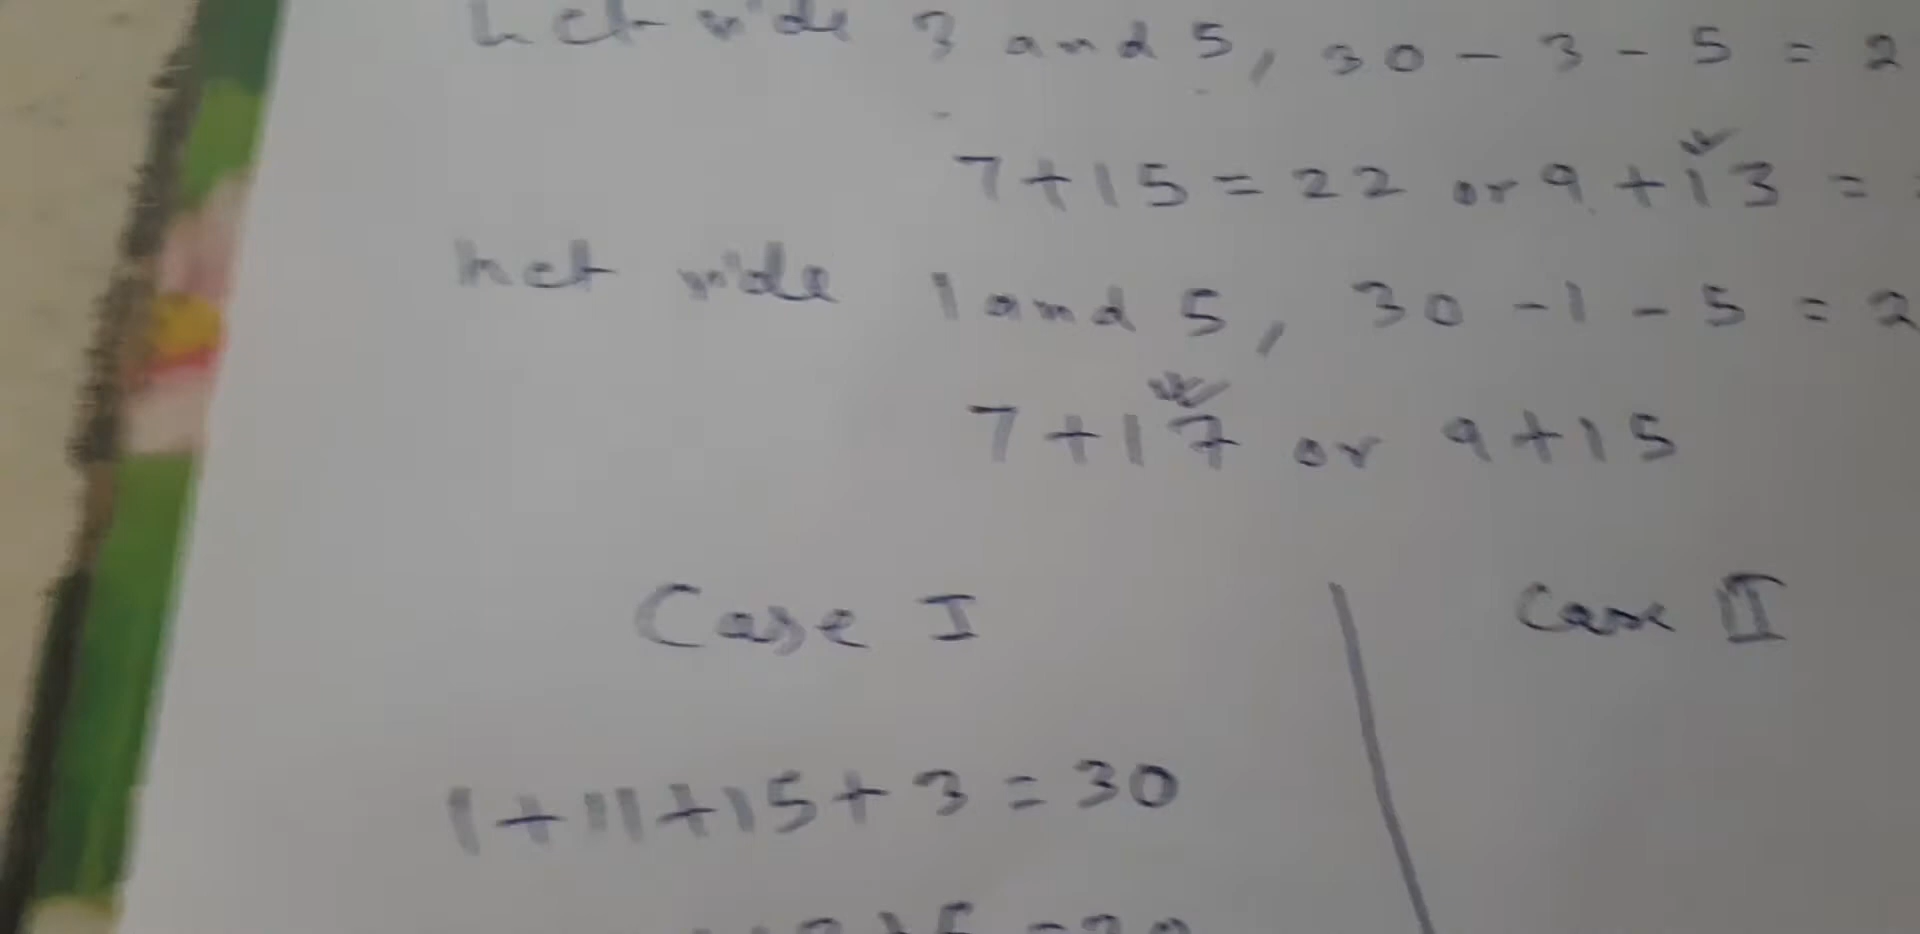 Let side 3 and 5, 30 - 3 - 5 = 2
7 + 15 = 22 or 9 + 13 =
Let side 1 and 5, 30 - 1 - 5 = 2
7 + 17 or 9 + 15
Case I
Case II
1 + 11 + 15 + 3 = 30